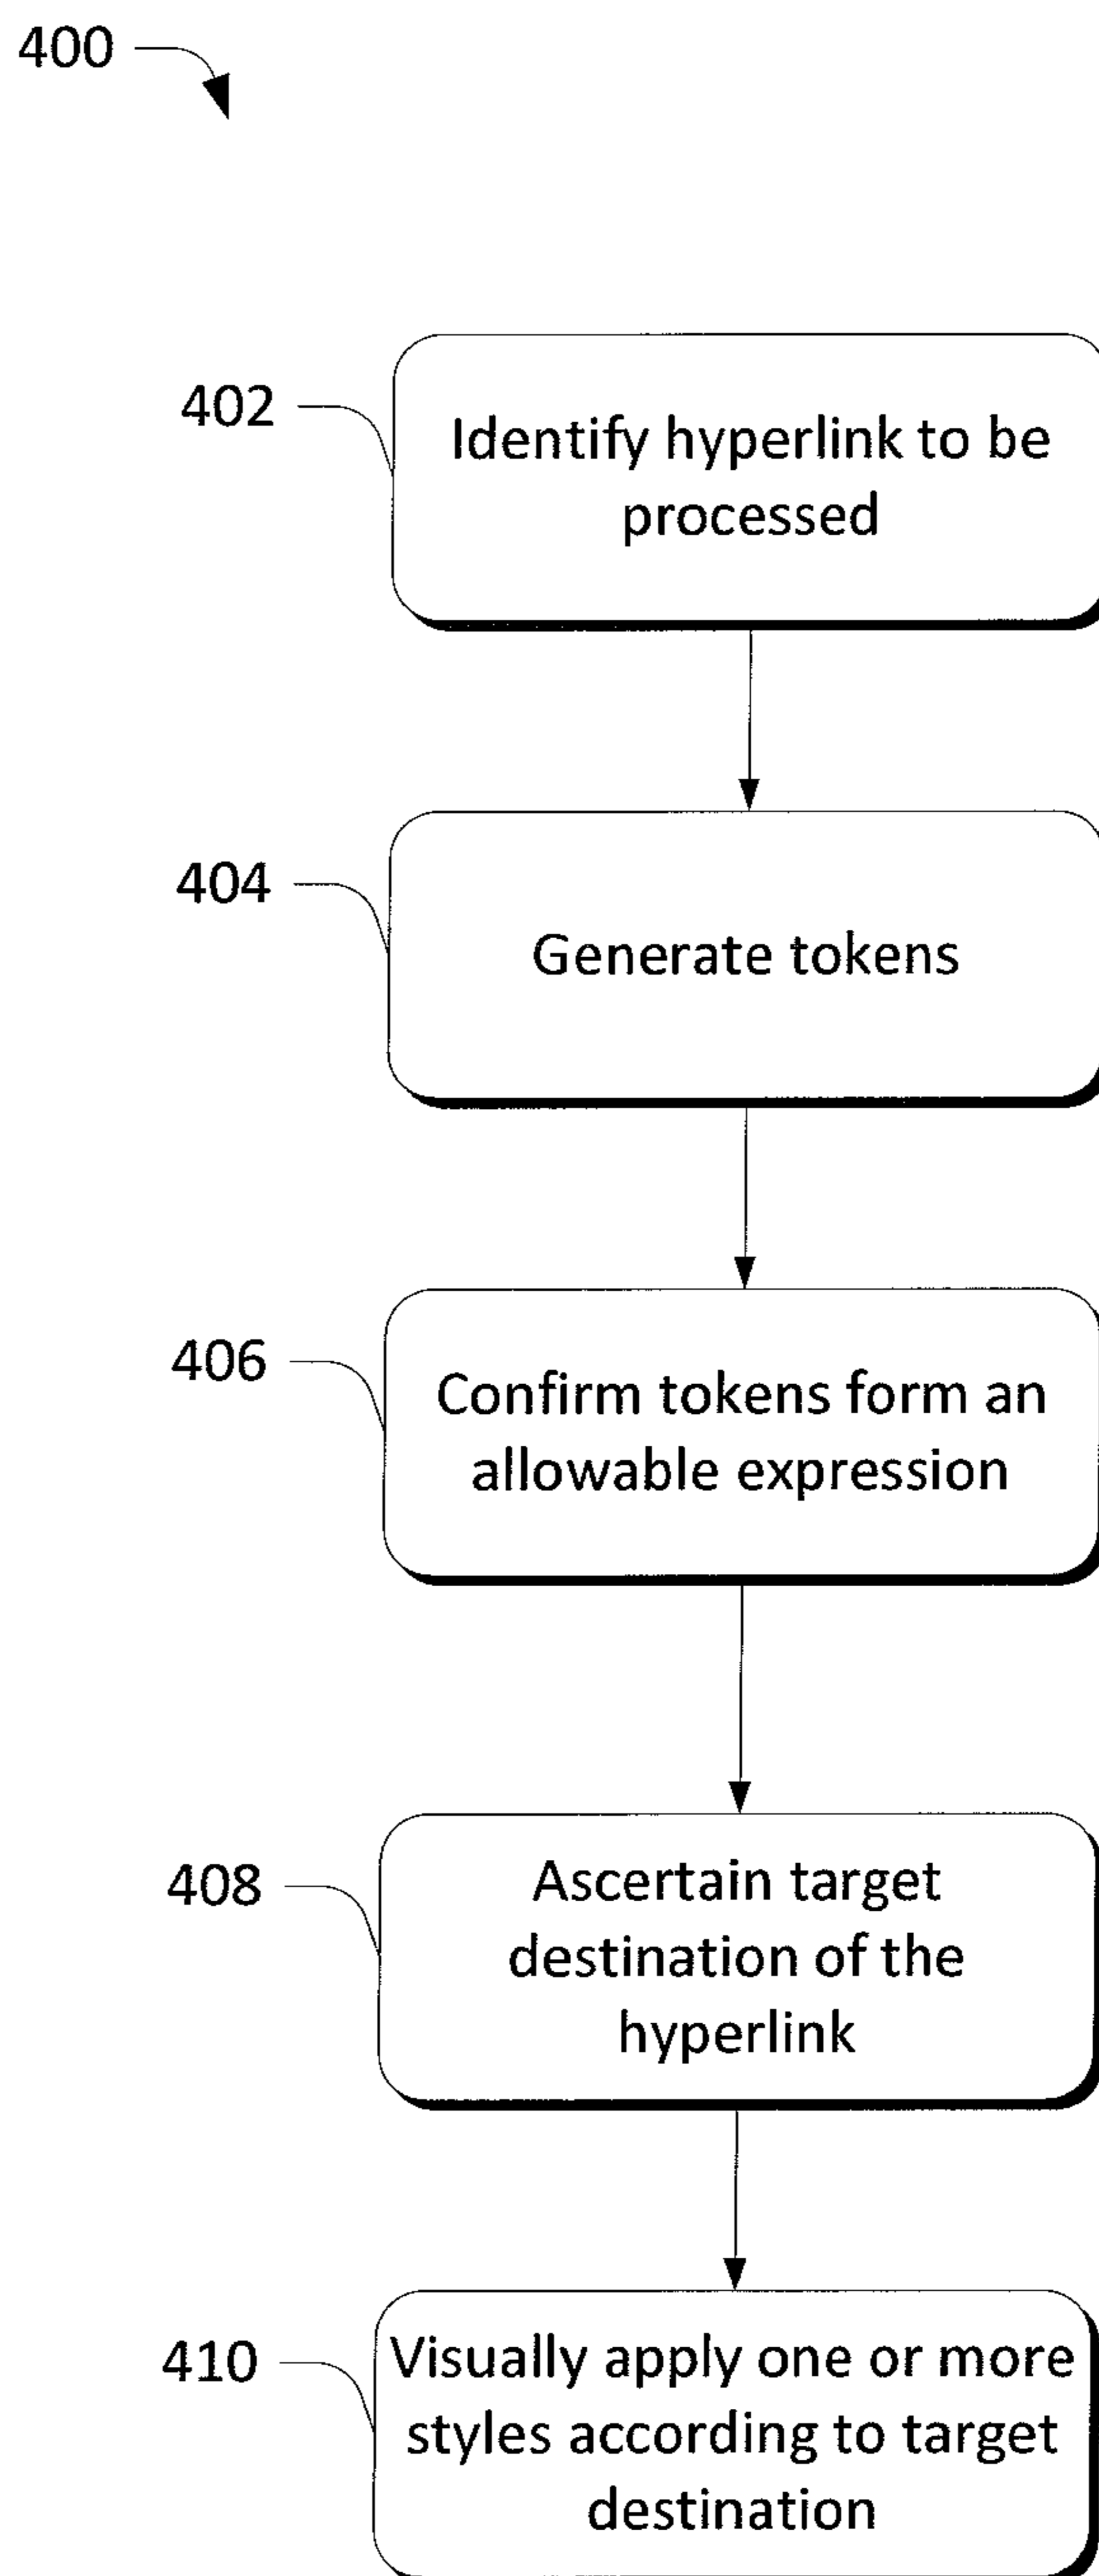 400
402
Identify hyperlink to be
processed
404
Generate tokens
406
Confirm tokens form an
allowable expression
408
Ascertain target
destination of the
hyperlink
410
Visually apply one or more
styles according to target
destination